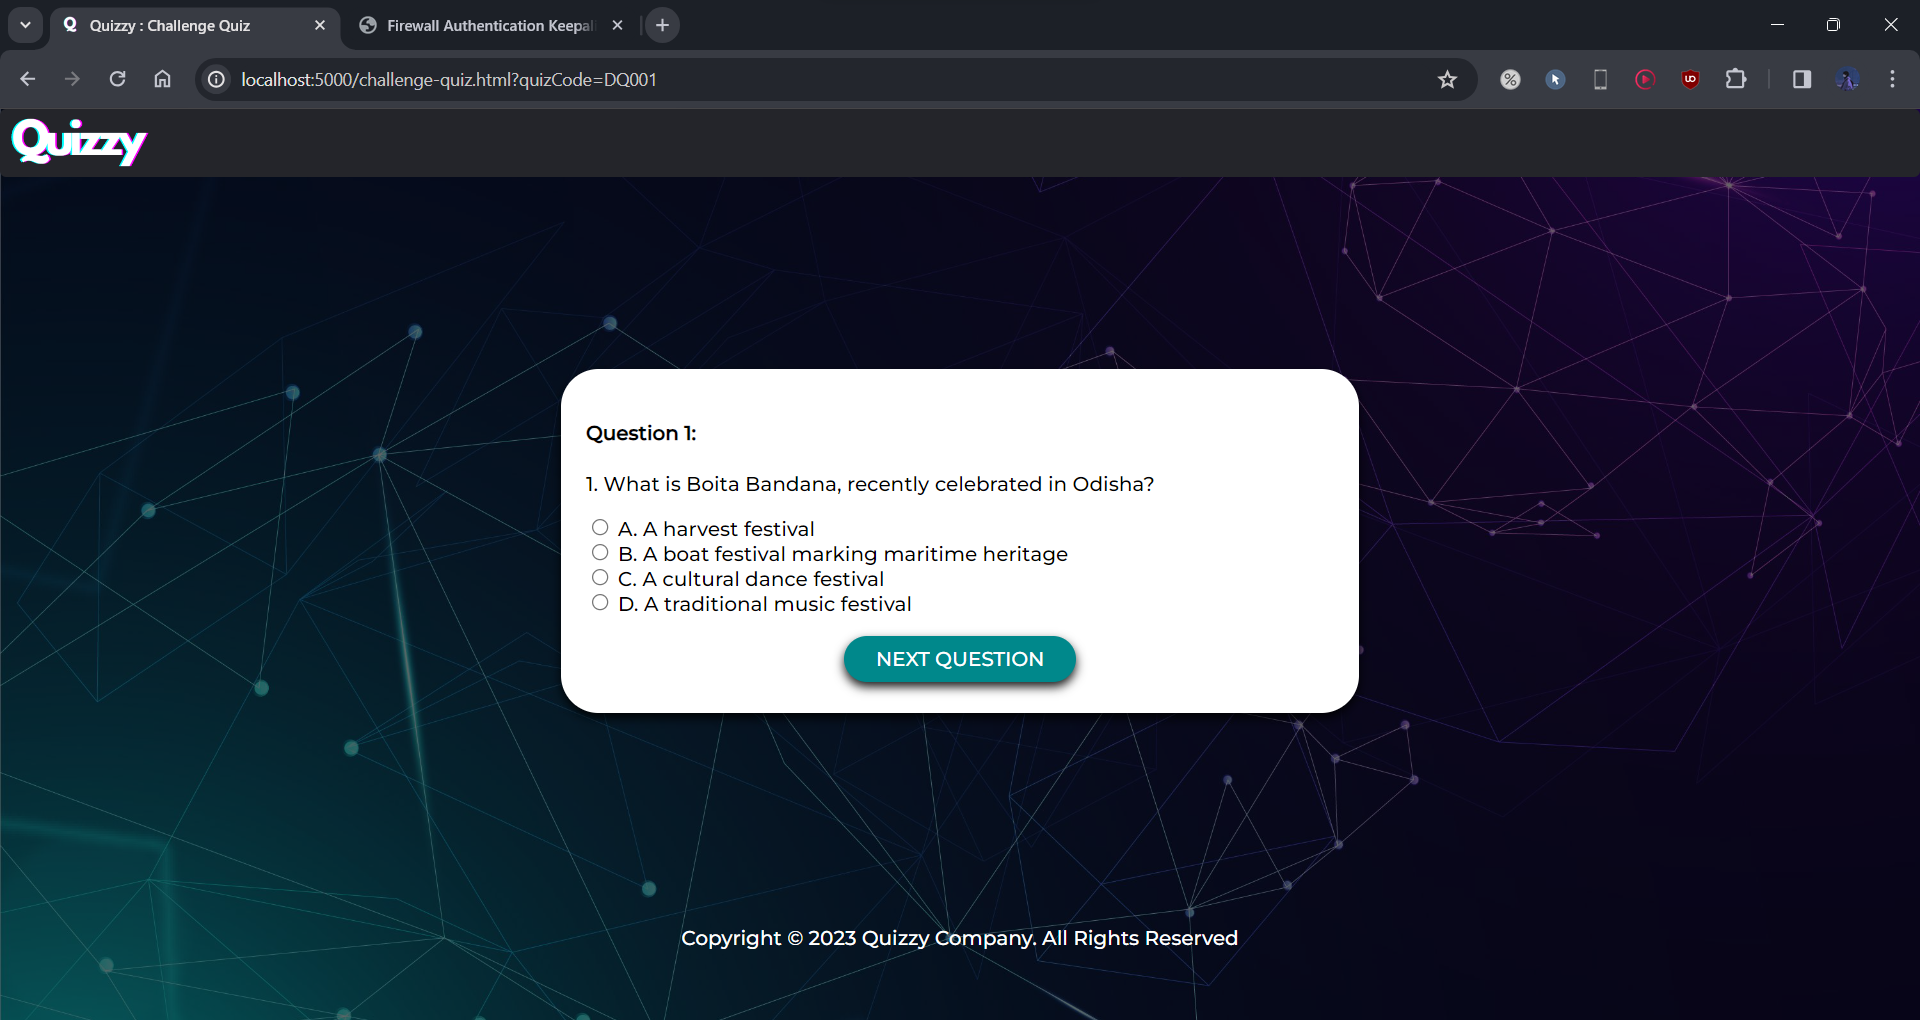 Quizzy : Challenge Quiz
Firewall Authentication Keepal
localhost:5000/challenge-quiz.html?quizCode=DQ001
Quizzy
Question 1:
1. What is Boita Bandana, recently celebrated in Odisha?
A. A harvest festival
B. A boat festival marking maritime heritage
C. A cultural dance festival
D. A traditional music festival
NEXT QUESTION
Copyright © 2023 Quizzy Company. All Rights Reserved